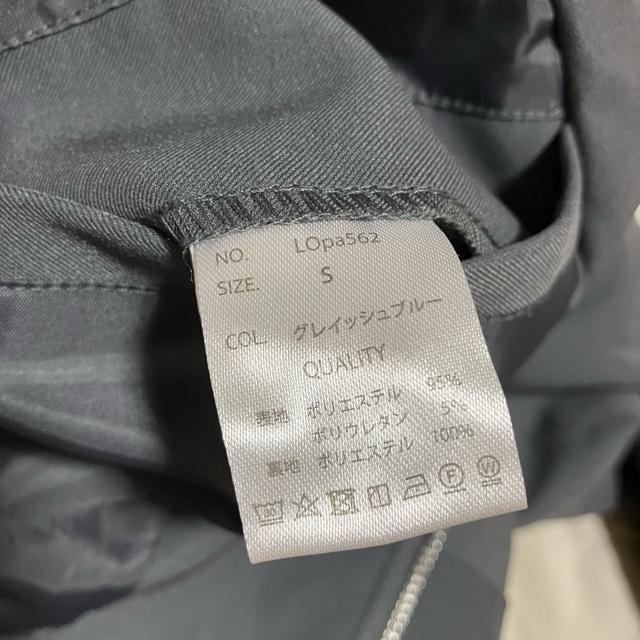 NO. LOpa562
SIZE. S
COL. グレイッシュブルー
QUALITY
表地 ポリエステル 95%
ポリウレタン 5%
裏地 ポリエステル 100%